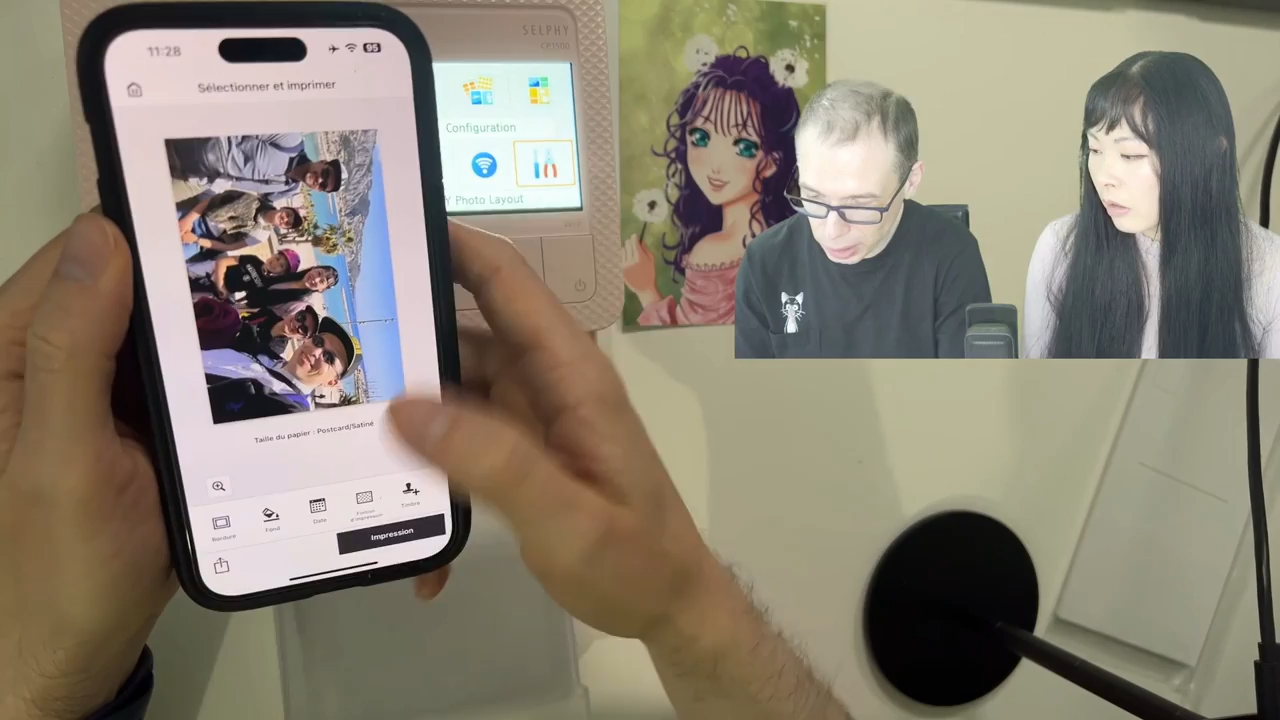 11:28
95
Sélectionner et imprimer
Taille du papier : Postcard/Satiné
Bordure
Fond
Date
Timbre
Impression
SELPHY
CP1500
Configuration
Y Photo Layout